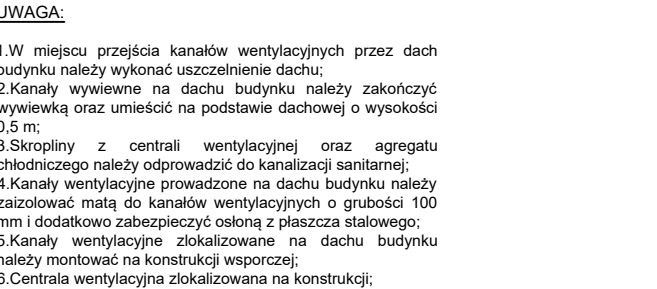 UWAGA:
1.W miejscu przejścia kanałów wentylacyjnych przez dach
budynku należy wykonać uszczelnienie dachu;
2.Kanały wywiewne na dachu budynku należy zakończyć
wywiewką oraz umieścić na podstawie dachowej o wysokości
0,5 m;
3.Skropliny z centrali wentylacyjnej oraz agregatu
chłodniczego należy odprowadzić do kanalizacji sanitarnej;
4.Kanały wentylacyjne prowadzone na dachu budynku należy
zaizolować matą do kanałów wentylacyjnych o grubości 100
mm i dodatkowo zabezpieczyć osłoną z płaszcza stalowego;
5.Kanały wentylacyjne zlokalizowane na dachu budynku
należy montować na konstrukcji wsporczej;
6.Centrala wentylacyjna zlokalizowana na konstrukcji;